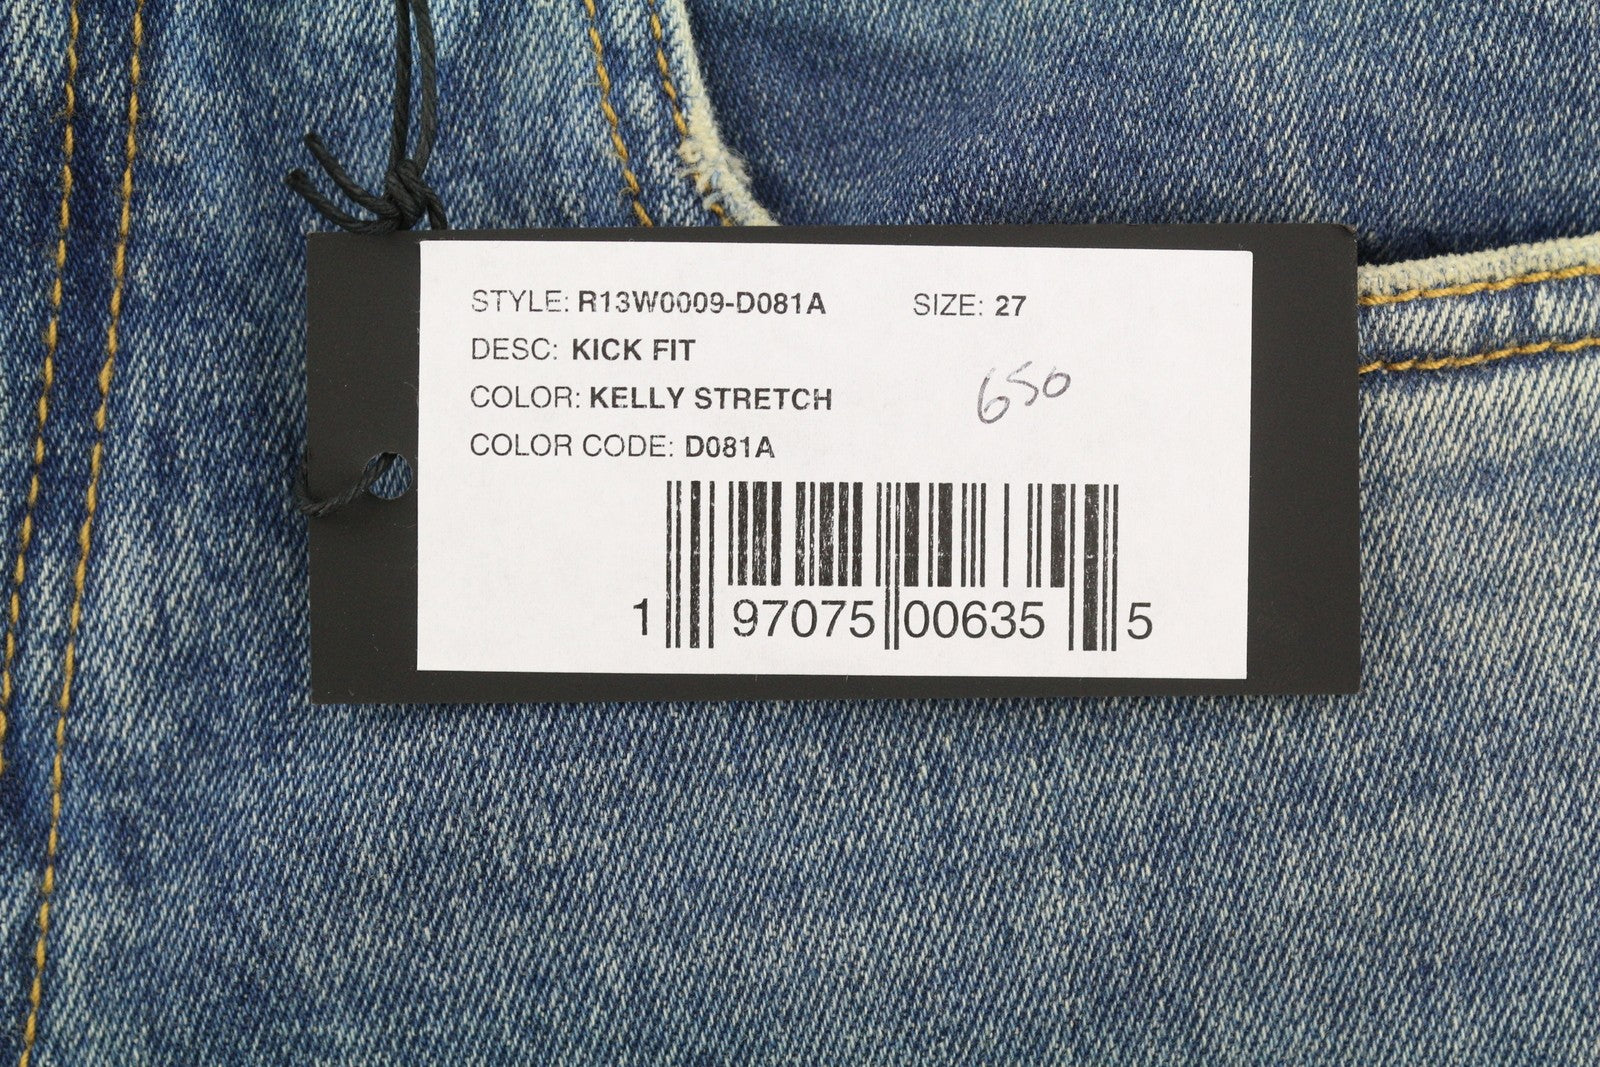 STYLE: R13W0009-D081A SIZE: 27
DESC: KICK FIT
COLOR: KELLY STRETCH
650
COLOR CODE: D081A
1 97075 00635 5